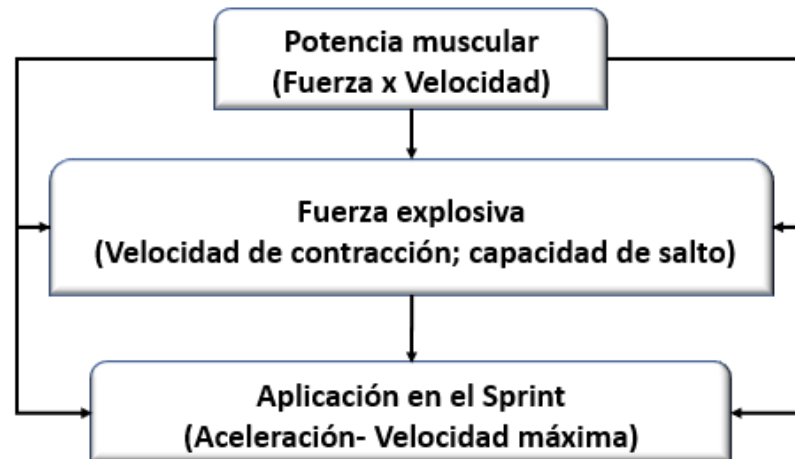 Potencia muscular
(Fuerza x Velocidad)
Fuerza explosiva
(Velocidad de contracción; capacidad de salto)
Aplicación en el Sprint
(Aceleración- Velocidad máxima)